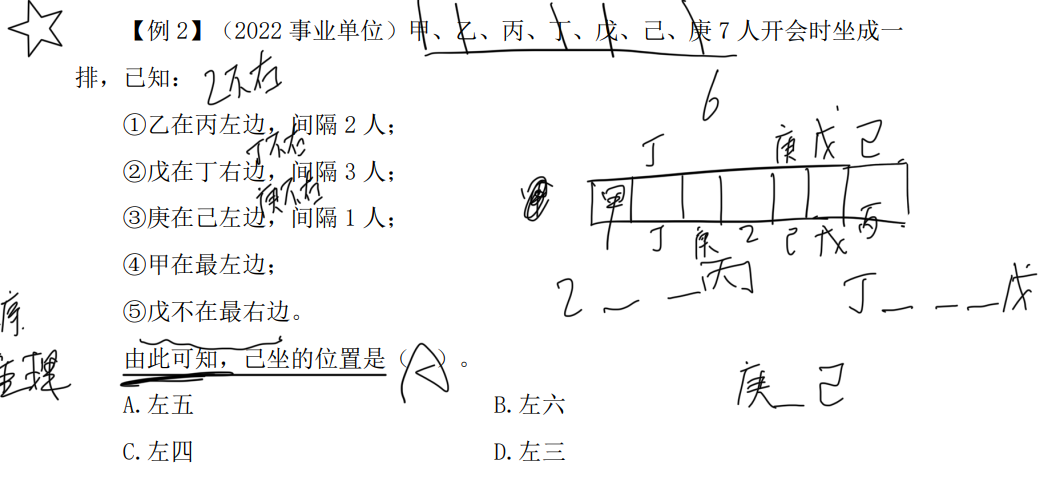 【例 2】（2022 事业单位）甲、乙、丙、丁、戊、己、庚 7 人开会时坐成一
排，已知：
乙不右
6
①乙在丙左边，间隔 2 人；
丁不右
②戊在丁右边，间隔 3 人；
庚不右
③庚在己左边，间隔 1 人；
④甲在最左边；
⑤戊不在最右边。
由此可知，己坐的位置是（A）。
A.左五
B.左六
C.左四
D.左三
丁 庚 戊 己
甲
丁 庚 乙 己 戊 丙
乙 _ _ 丙 丁 _ _ _ 戊
庚 _ 己